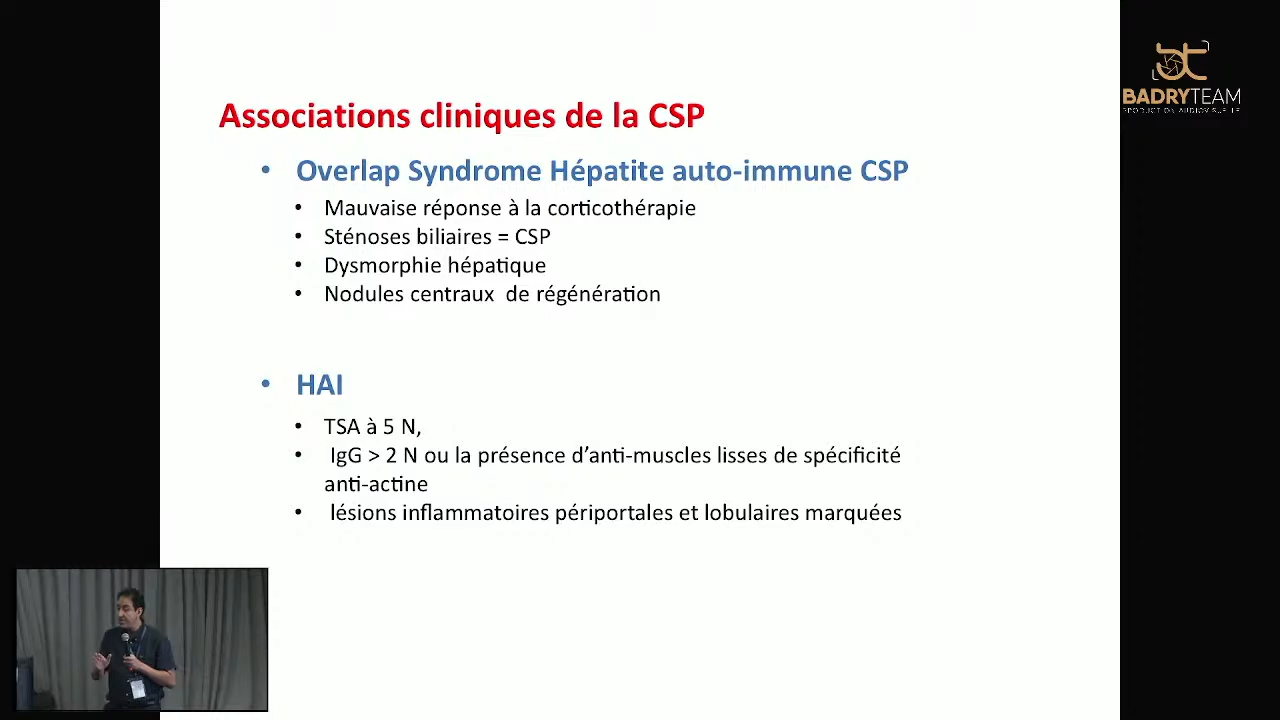 Associations cliniques de la CSP
• Overlap Syndrome Hépatite auto-immune CSP
• Mauvaise réponse à la corticothérapie
• Sténoses biliaires = CSP
• Dysmorphie hépatique
• Nodules centraux de régénération
• HAI
• TSA à 5 N,
• IgG > 2 N ou la présence d'anti-muscles lisses de spécificité
anti-actine
• lésions inflammatoires périportales et lobulaires marquées
BADRYTEAM
PRODUCTION AUDIOVISUELLE